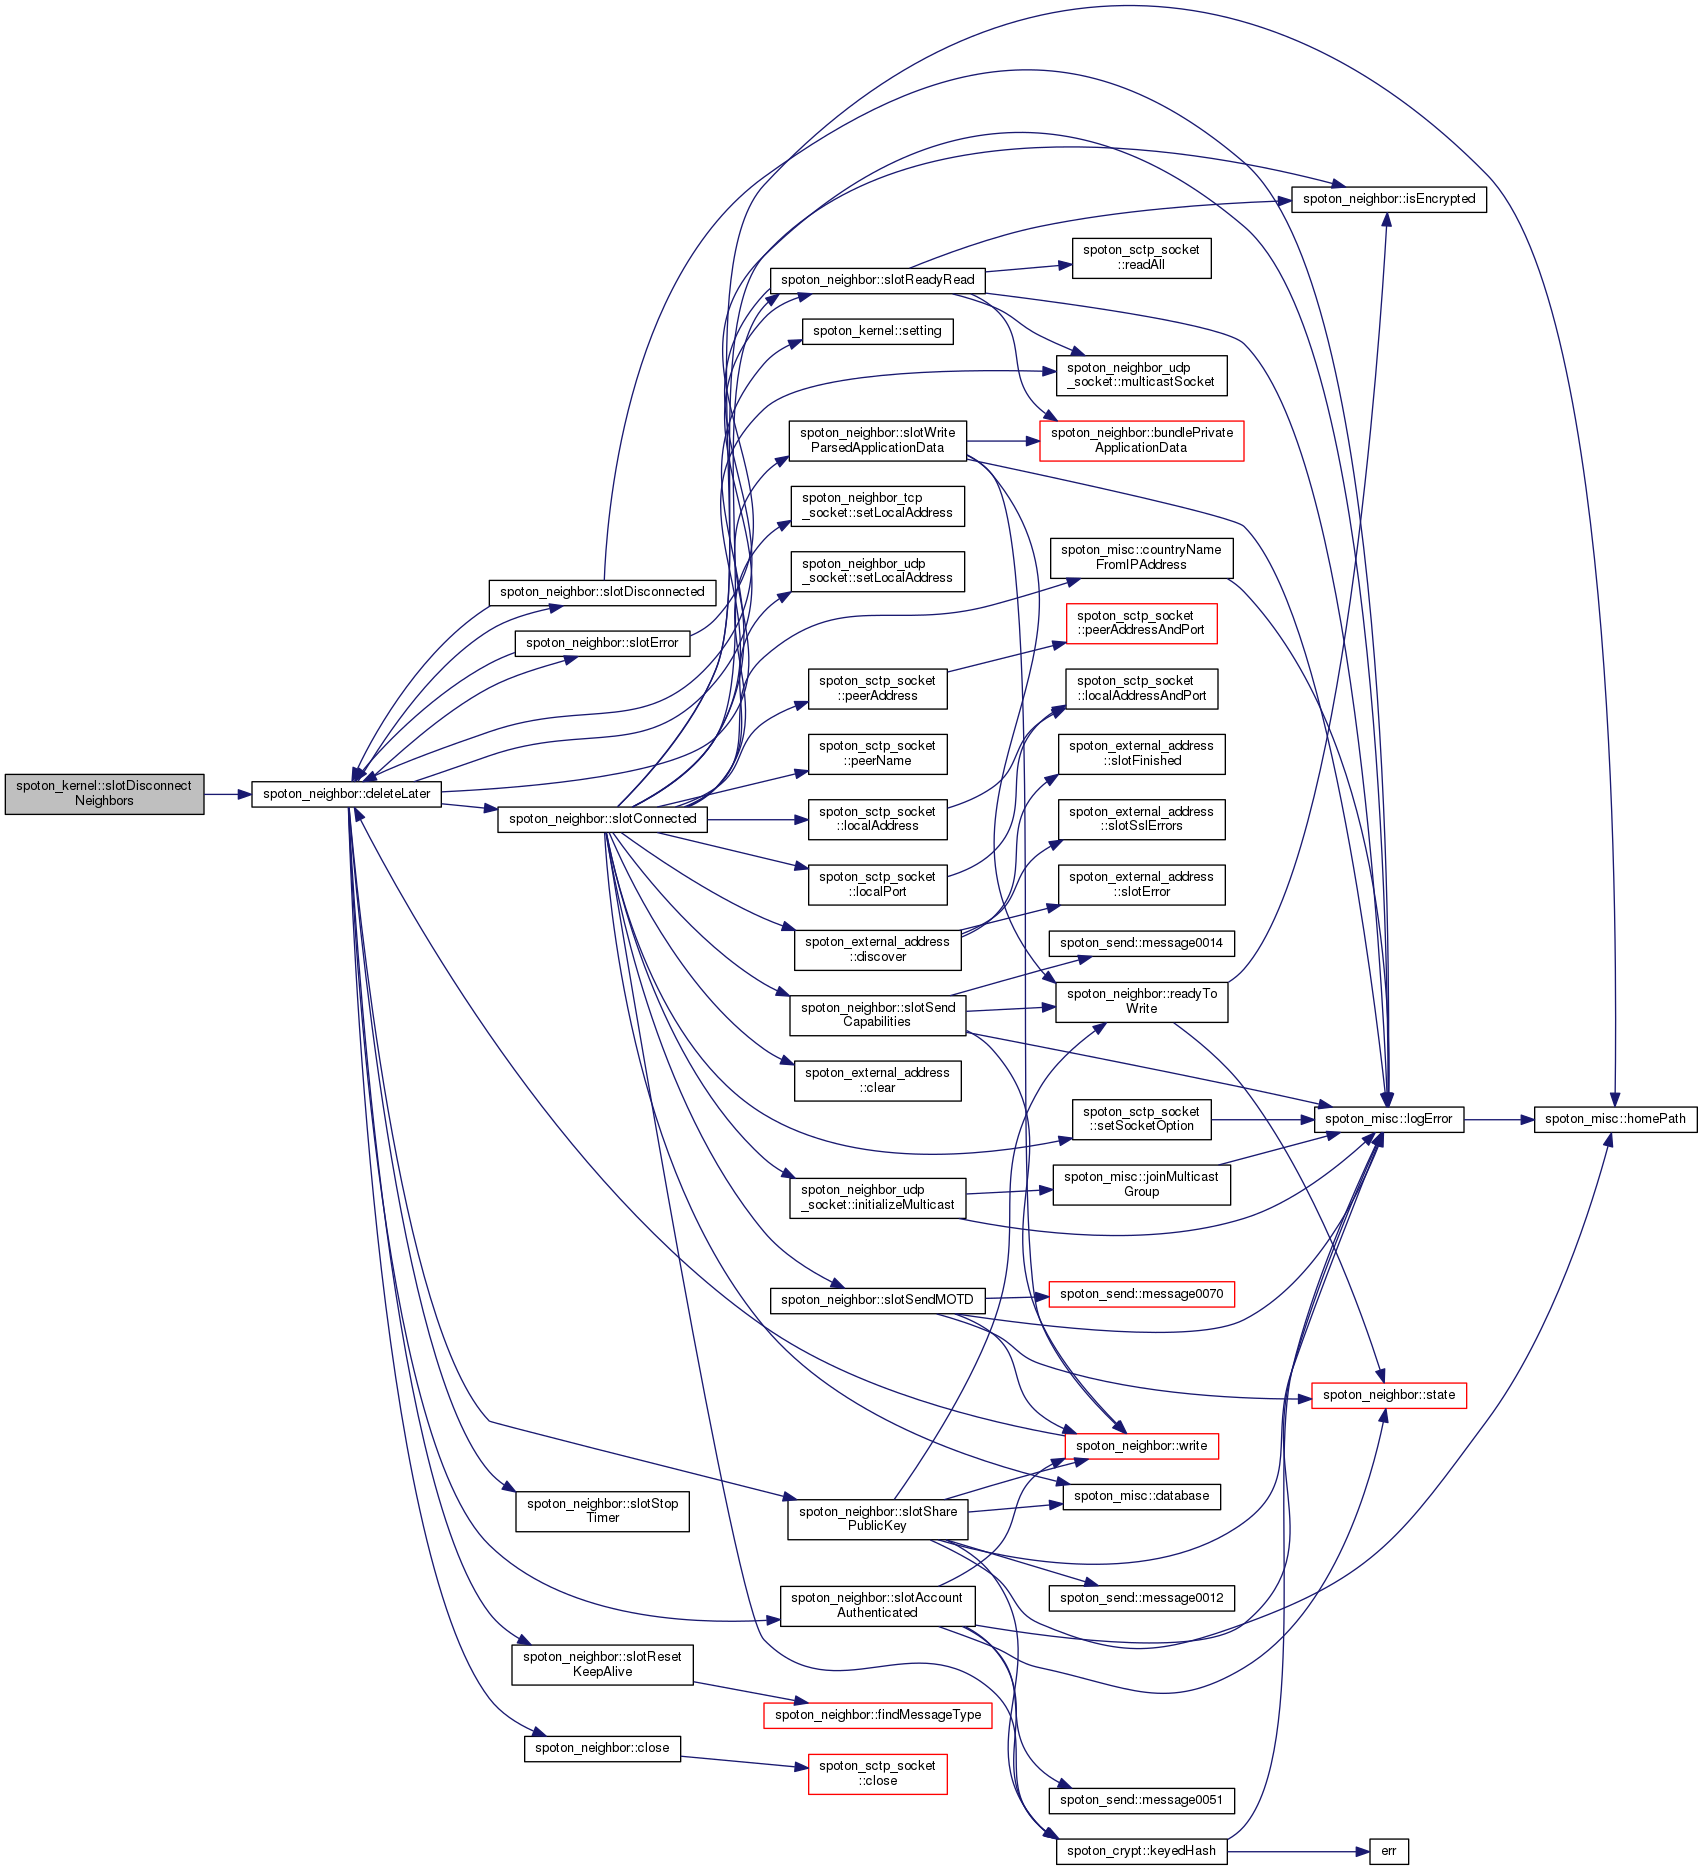 spoton_kernel::slotDisconnect
Neighbors
spoton_neighbor::deleteLater
spoton_neighbor::slotDisconnected
spoton_neighbor::slotError
spoton_neighbor::slotConnected
spoton_neighbor::slotStop
Timer
spoton_neighbor::slotReset
KeepAlive
spoton_neighbor::close
spoton_neighbor::slotReadyRead
spoton_kernel::setting
spoton_neighbor::slotWrite
ParsedApplicationData
spoton_neighbor_tcp
_socket::setLocalAddress
spoton_neighbor_udp
_socket::setLocalAddress
spoton_sctp_socket
::peerAddress
spoton_sctp_socket
::peerName
spoton_sctp_socket
::localAddress
spoton_sctp_socket
::localPort
spoton_external_address
::discover
spoton_neighbor::slotSend
Capabilities
spoton_external_address
::clear
spoton_neighbor_udp
_socket::initializeMulticast
spoton_neighbor::slotSendMOTD
spoton_neighbor::slotShare
PublicKey
spoton_neighbor::slotAccount
Authenticated
spoton_neighbor::findMessageType
spoton_sctp_socket
::close
spoton_sctp_socket
::readAll
spoton_neighbor_udp
_socket::multicastSocket
spoton_neighbor::bundlePrivate
ApplicationData
spoton_misc::countryName
FromIPAddress
spoton_sctp_socket
::peerAddressAndPort
spoton_sctp_socket
::localAddressAndPort
spoton_external_address
::slotFinished
spoton_external_address
::slotSslErrors
spoton_external_address
::slotError
spoton_send::message0014
spoton_neighbor::readyTo
Write
spoton_sctp_socket
::setSocketOption
spoton_misc::joinMulticast
Group
spoton_send::message0070
spoton_neighbor::write
spoton_misc::database
spoton_send::message0012
spoton_send::message0051
spoton_crypt::keyedHash
spoton_neighbor::isEncrypted
spoton_misc::logError
spoton_neighbor::state
err
spoton_misc::homePath